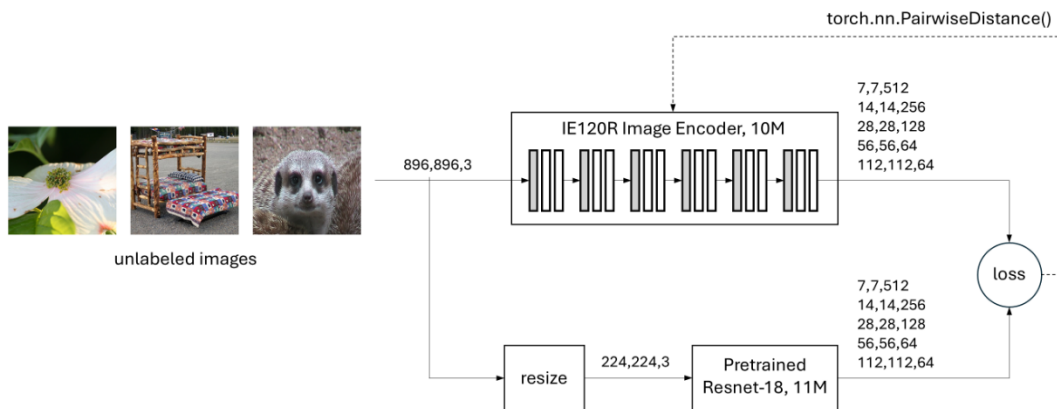 torch.nn.PairwiseDistance()
7,7,512
14,14,256
28,28,128
56,56,64
112,112,64
IE120R Image Encoder, 10M
896,896,3
unlabeled images
loss
7,7,512
14,14,256
28,28,128
56,56,64
112,112,64
resize
224,224,3
Pretrained
Resnet-18, 11M